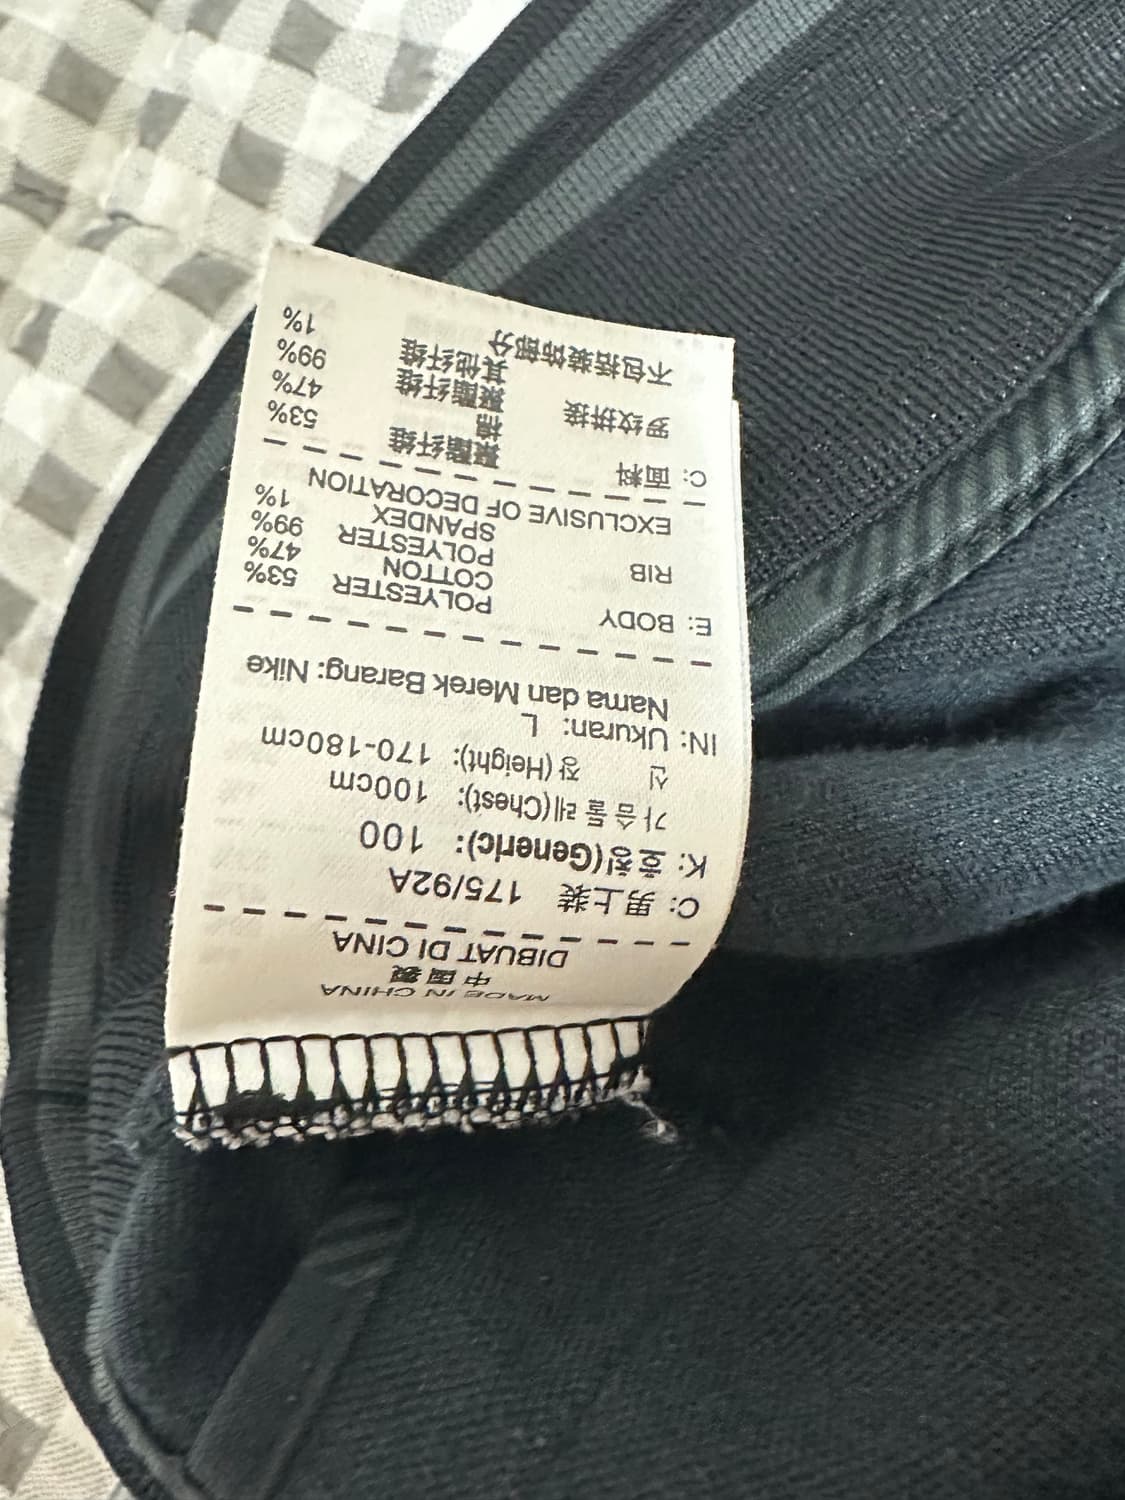 MADE IN CHINA
中國製
DIBUAT DI CINA
C: 男上装 175/92A
K: 호칭(Generic): 100
가슴둘레(Chest): 100cm
신 장(Height): 170-180cm
IN: Ukuran: L
Nama dan Merek Barang: Nike
E: BODY POLYESTER 53%
COTTON 47%
RIB POLYESTER 99%
SPANDEX 1%
EXCLUSIVE OF DECORATION
C: 面料 聚酯纤维 53%
棉 47%
罗纹拼接 聚酯纤维 99%
其他纤维 1%
不包括装饰部分